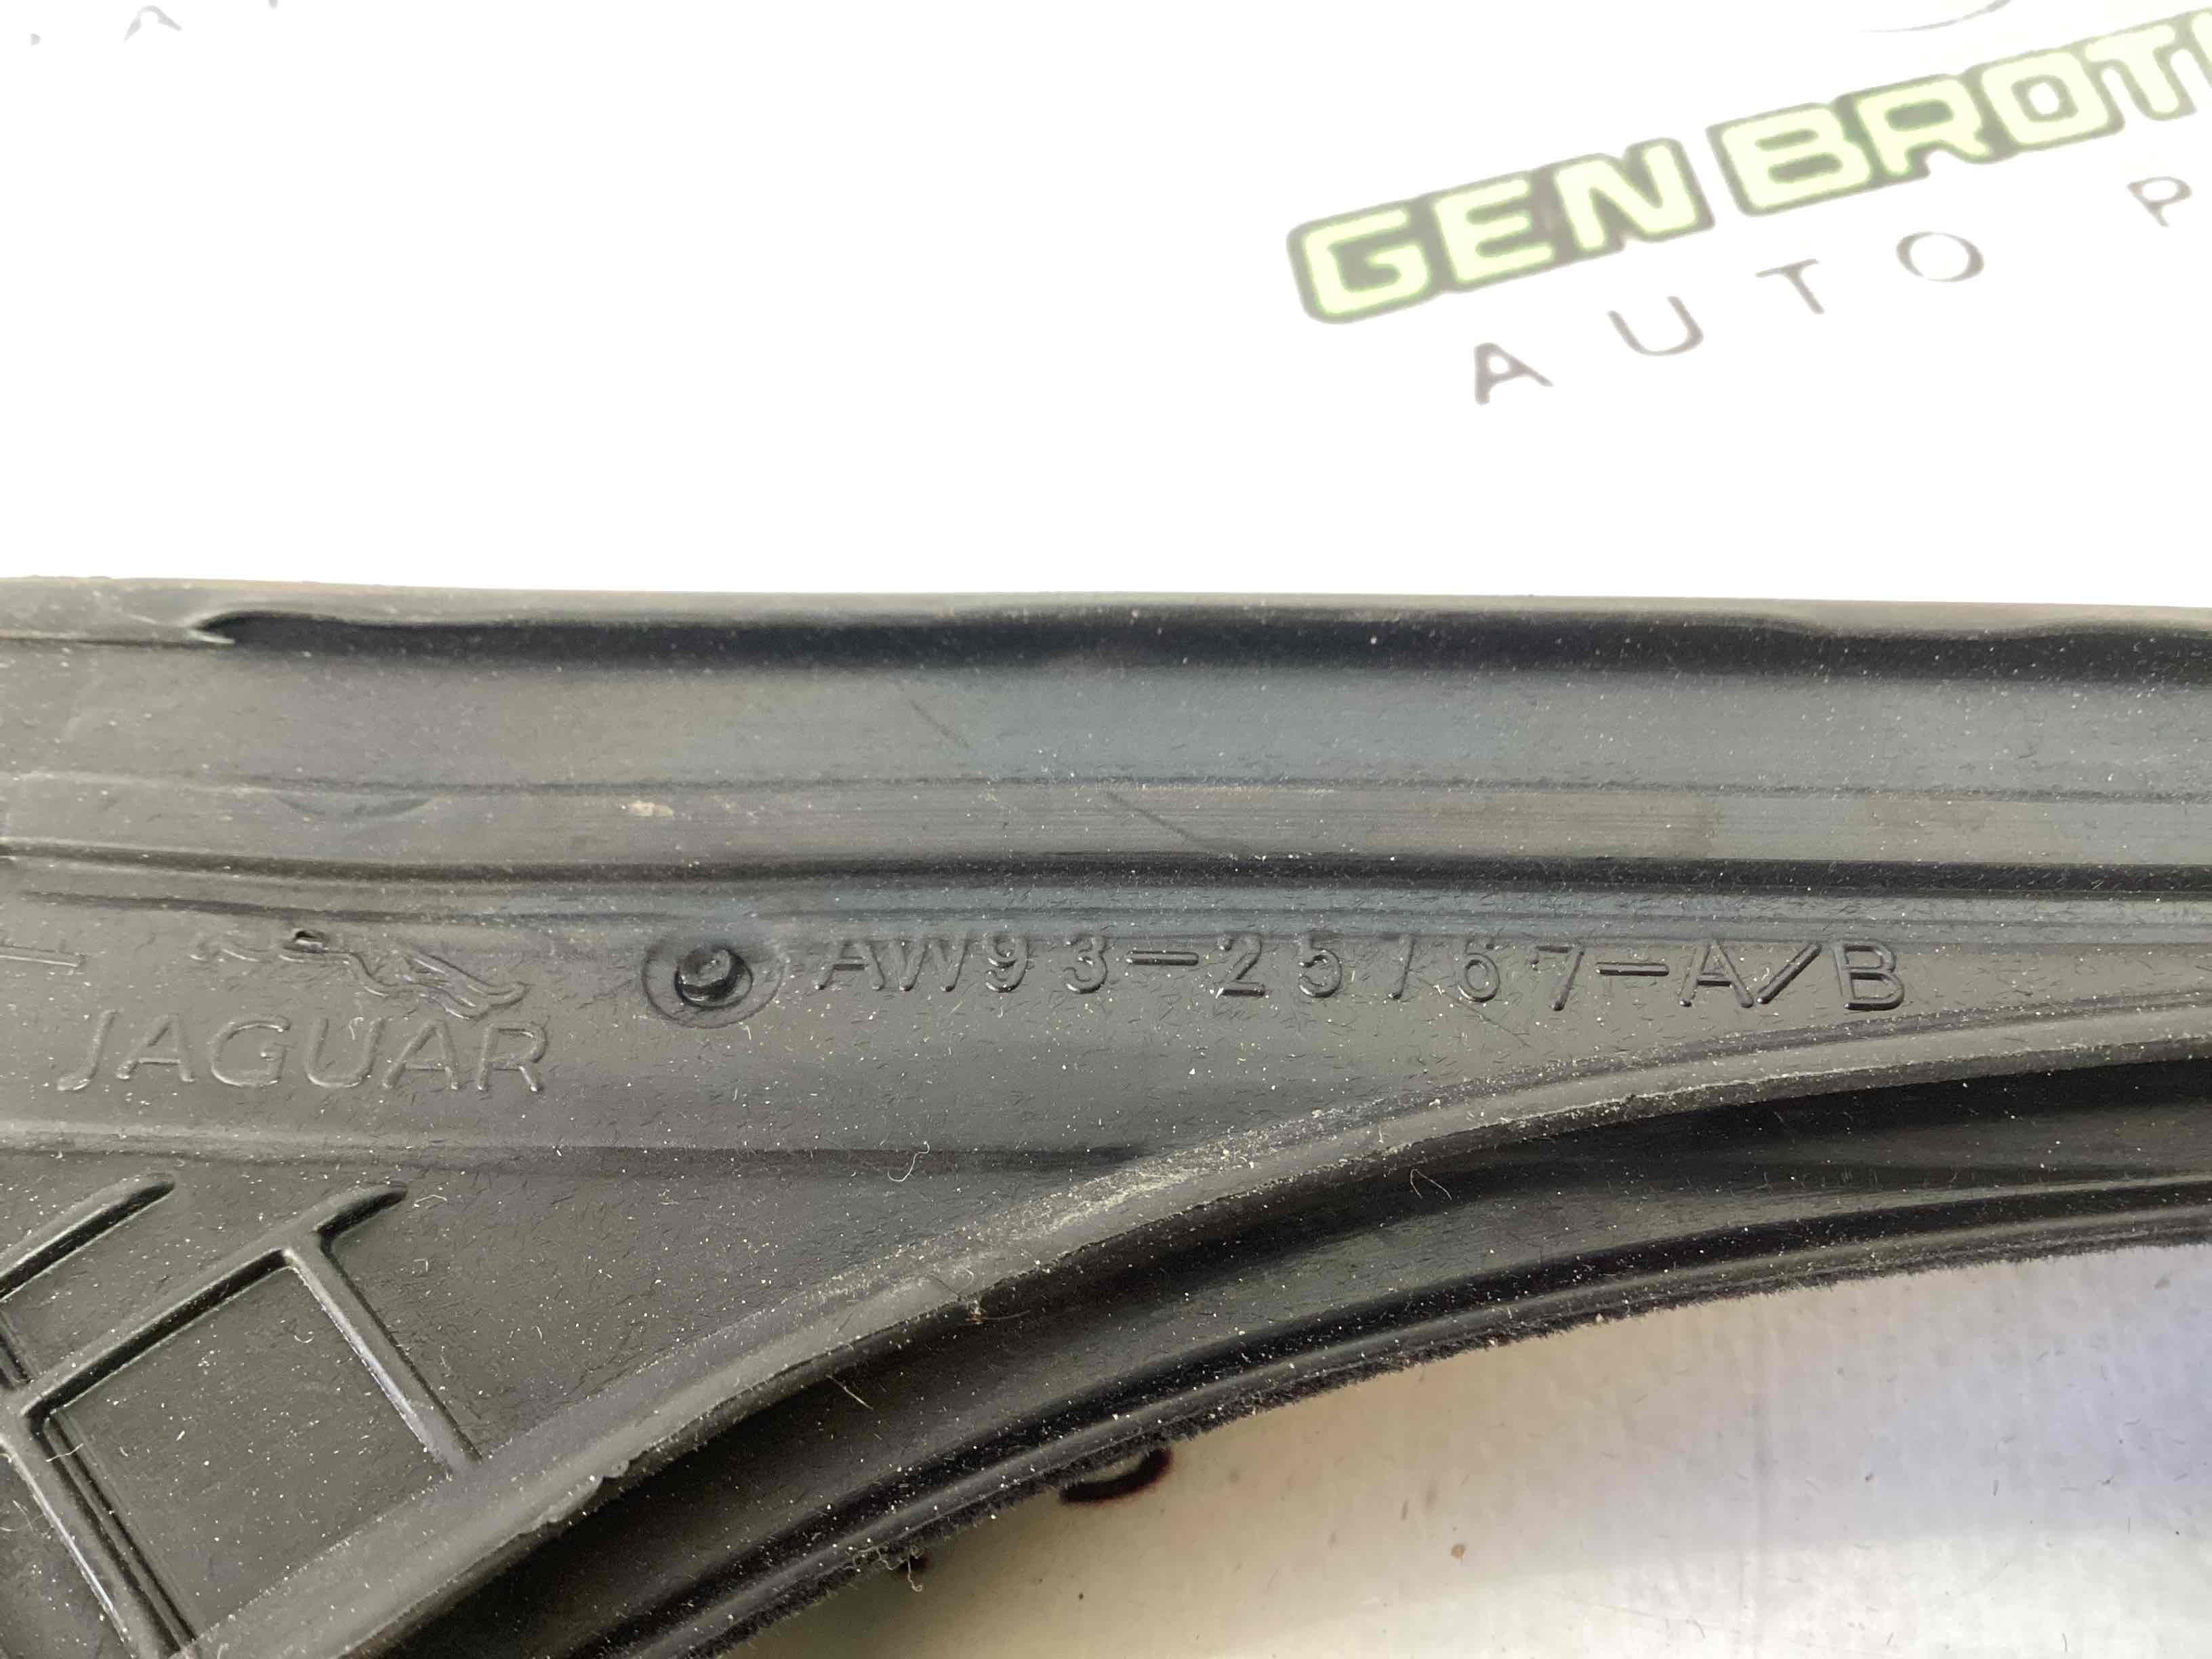 GEN BROT
AUTO P
AW93-25767-A/B
JAGUAR